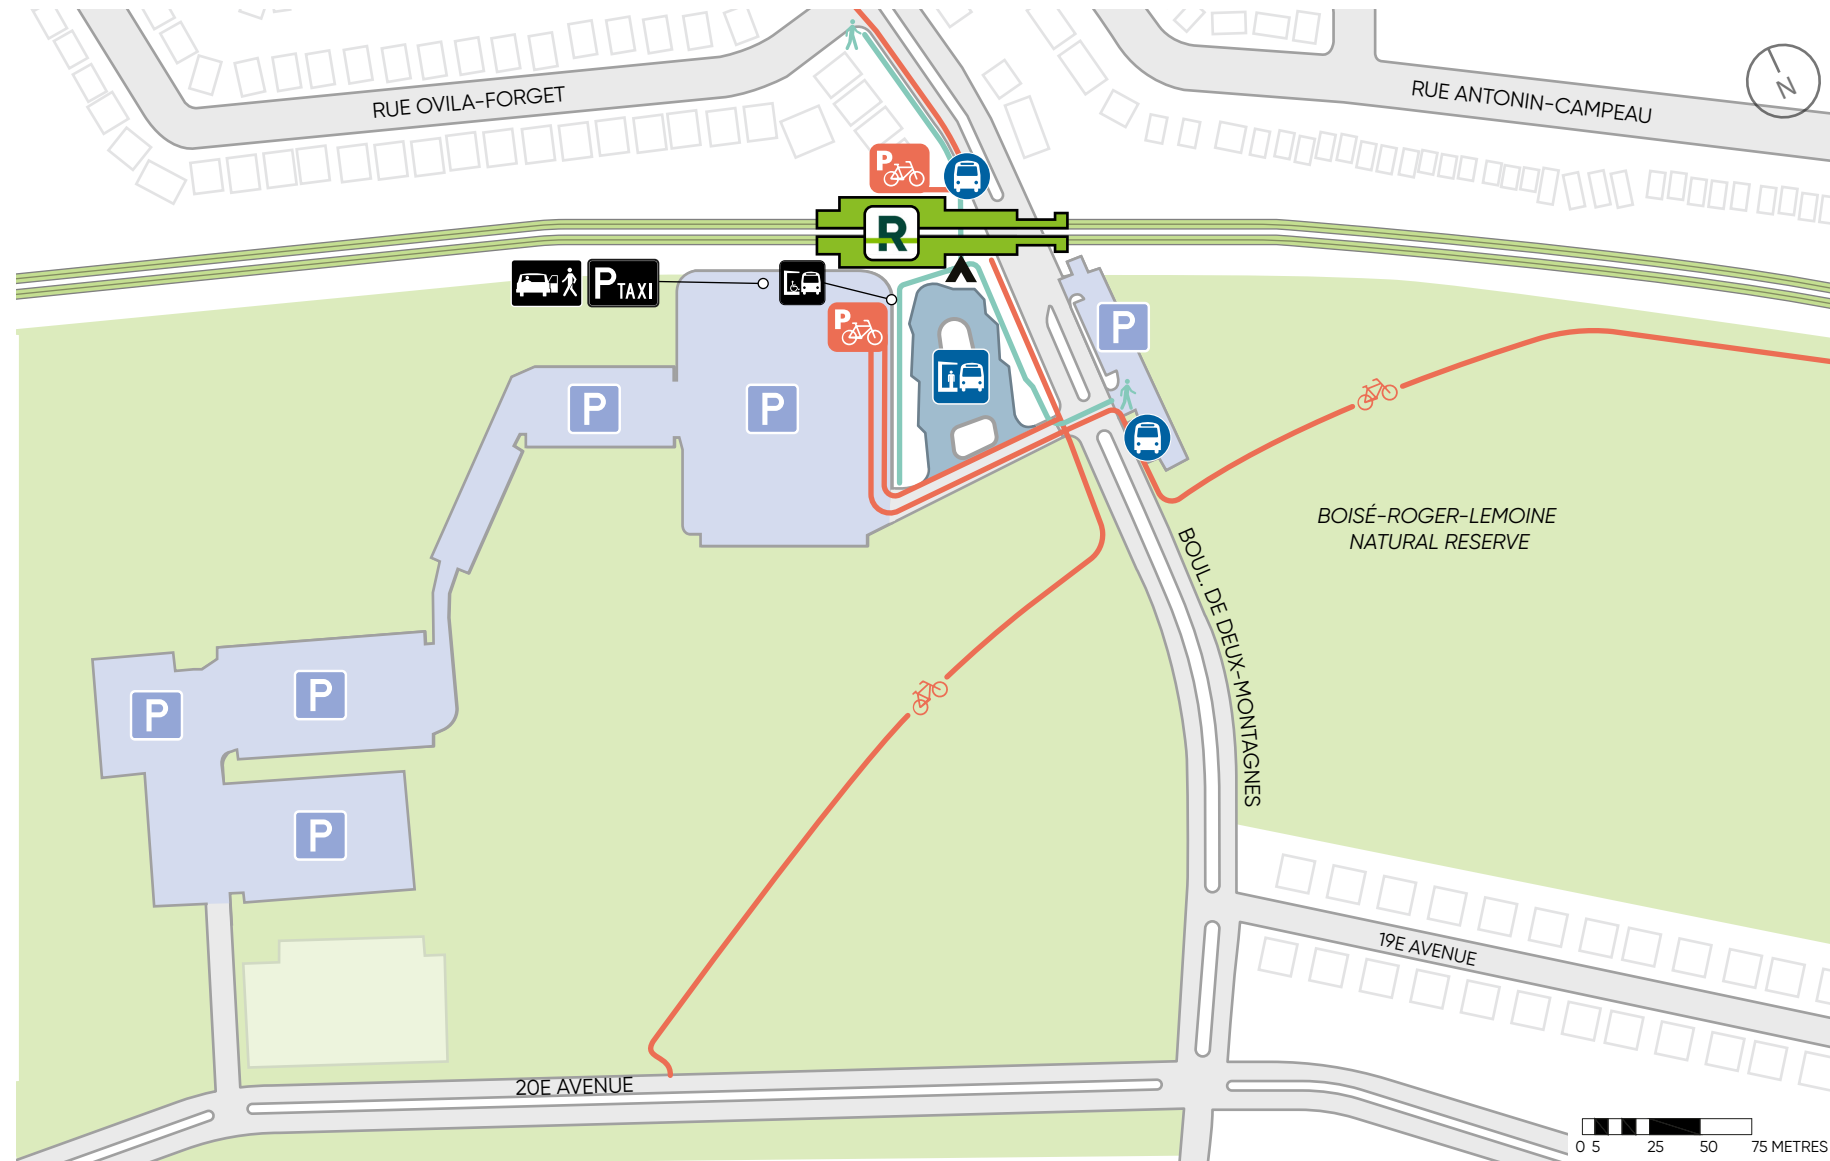 RUE OVILA-FORGET
RUE ANTONIN-CAMPEAU
N
P
R
P TAXI
P
P
P
P
BOISÉ-ROGER-LEMOINE
NATURAL RESERVE
BOUL. DE DEUX-MONTAGNES
P
P
P
19E AVENUE
20E AVENUE
0 5 25 50 75 METRES